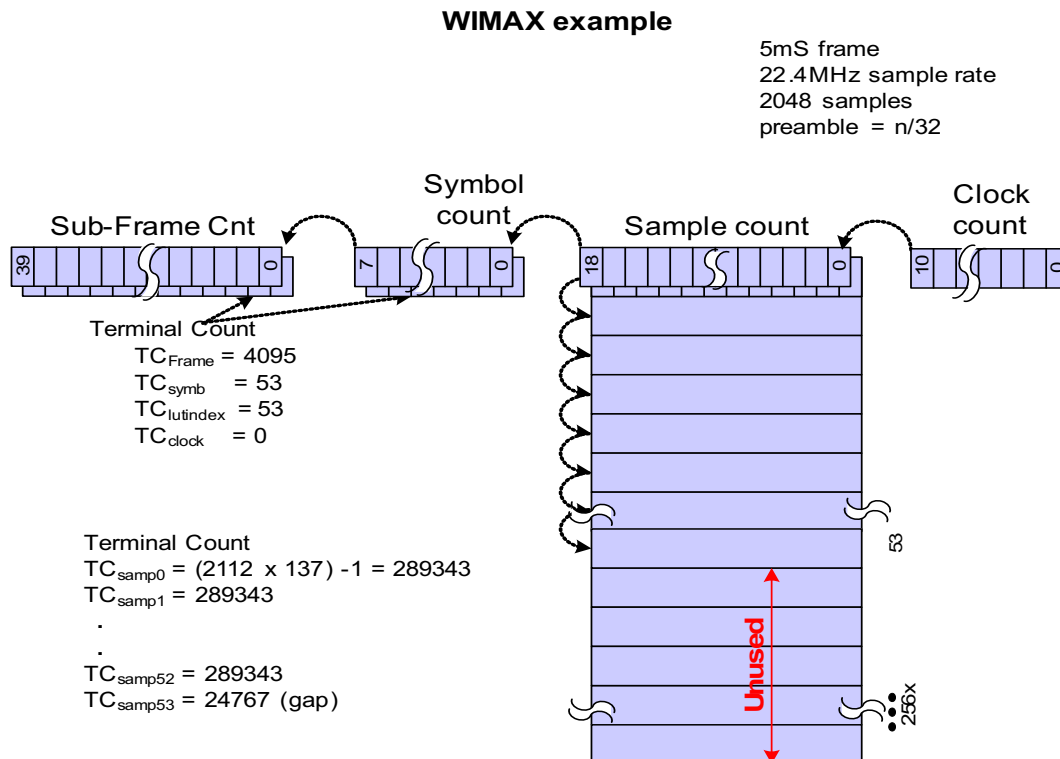 WIMAX example
5mS frame
22.4MHz sample rate
2048 samples
preamble = n/32
Sub-Frame Cnt
Symbol
count
Sample count
Clock
count
39
0
7
0
18
0
10
0
Terminal Count
TCFrame = 4095
TCsymb = 53
TClutindex = 53
TCclock = 0
53
Terminal Count
TCsamp0 = (2112 x 137) -1 = 289343
TCsamp1 = 289343
.
.
TCsamp52 = 289343
TCsamp53 = 24767 (gap)
Unused
256x